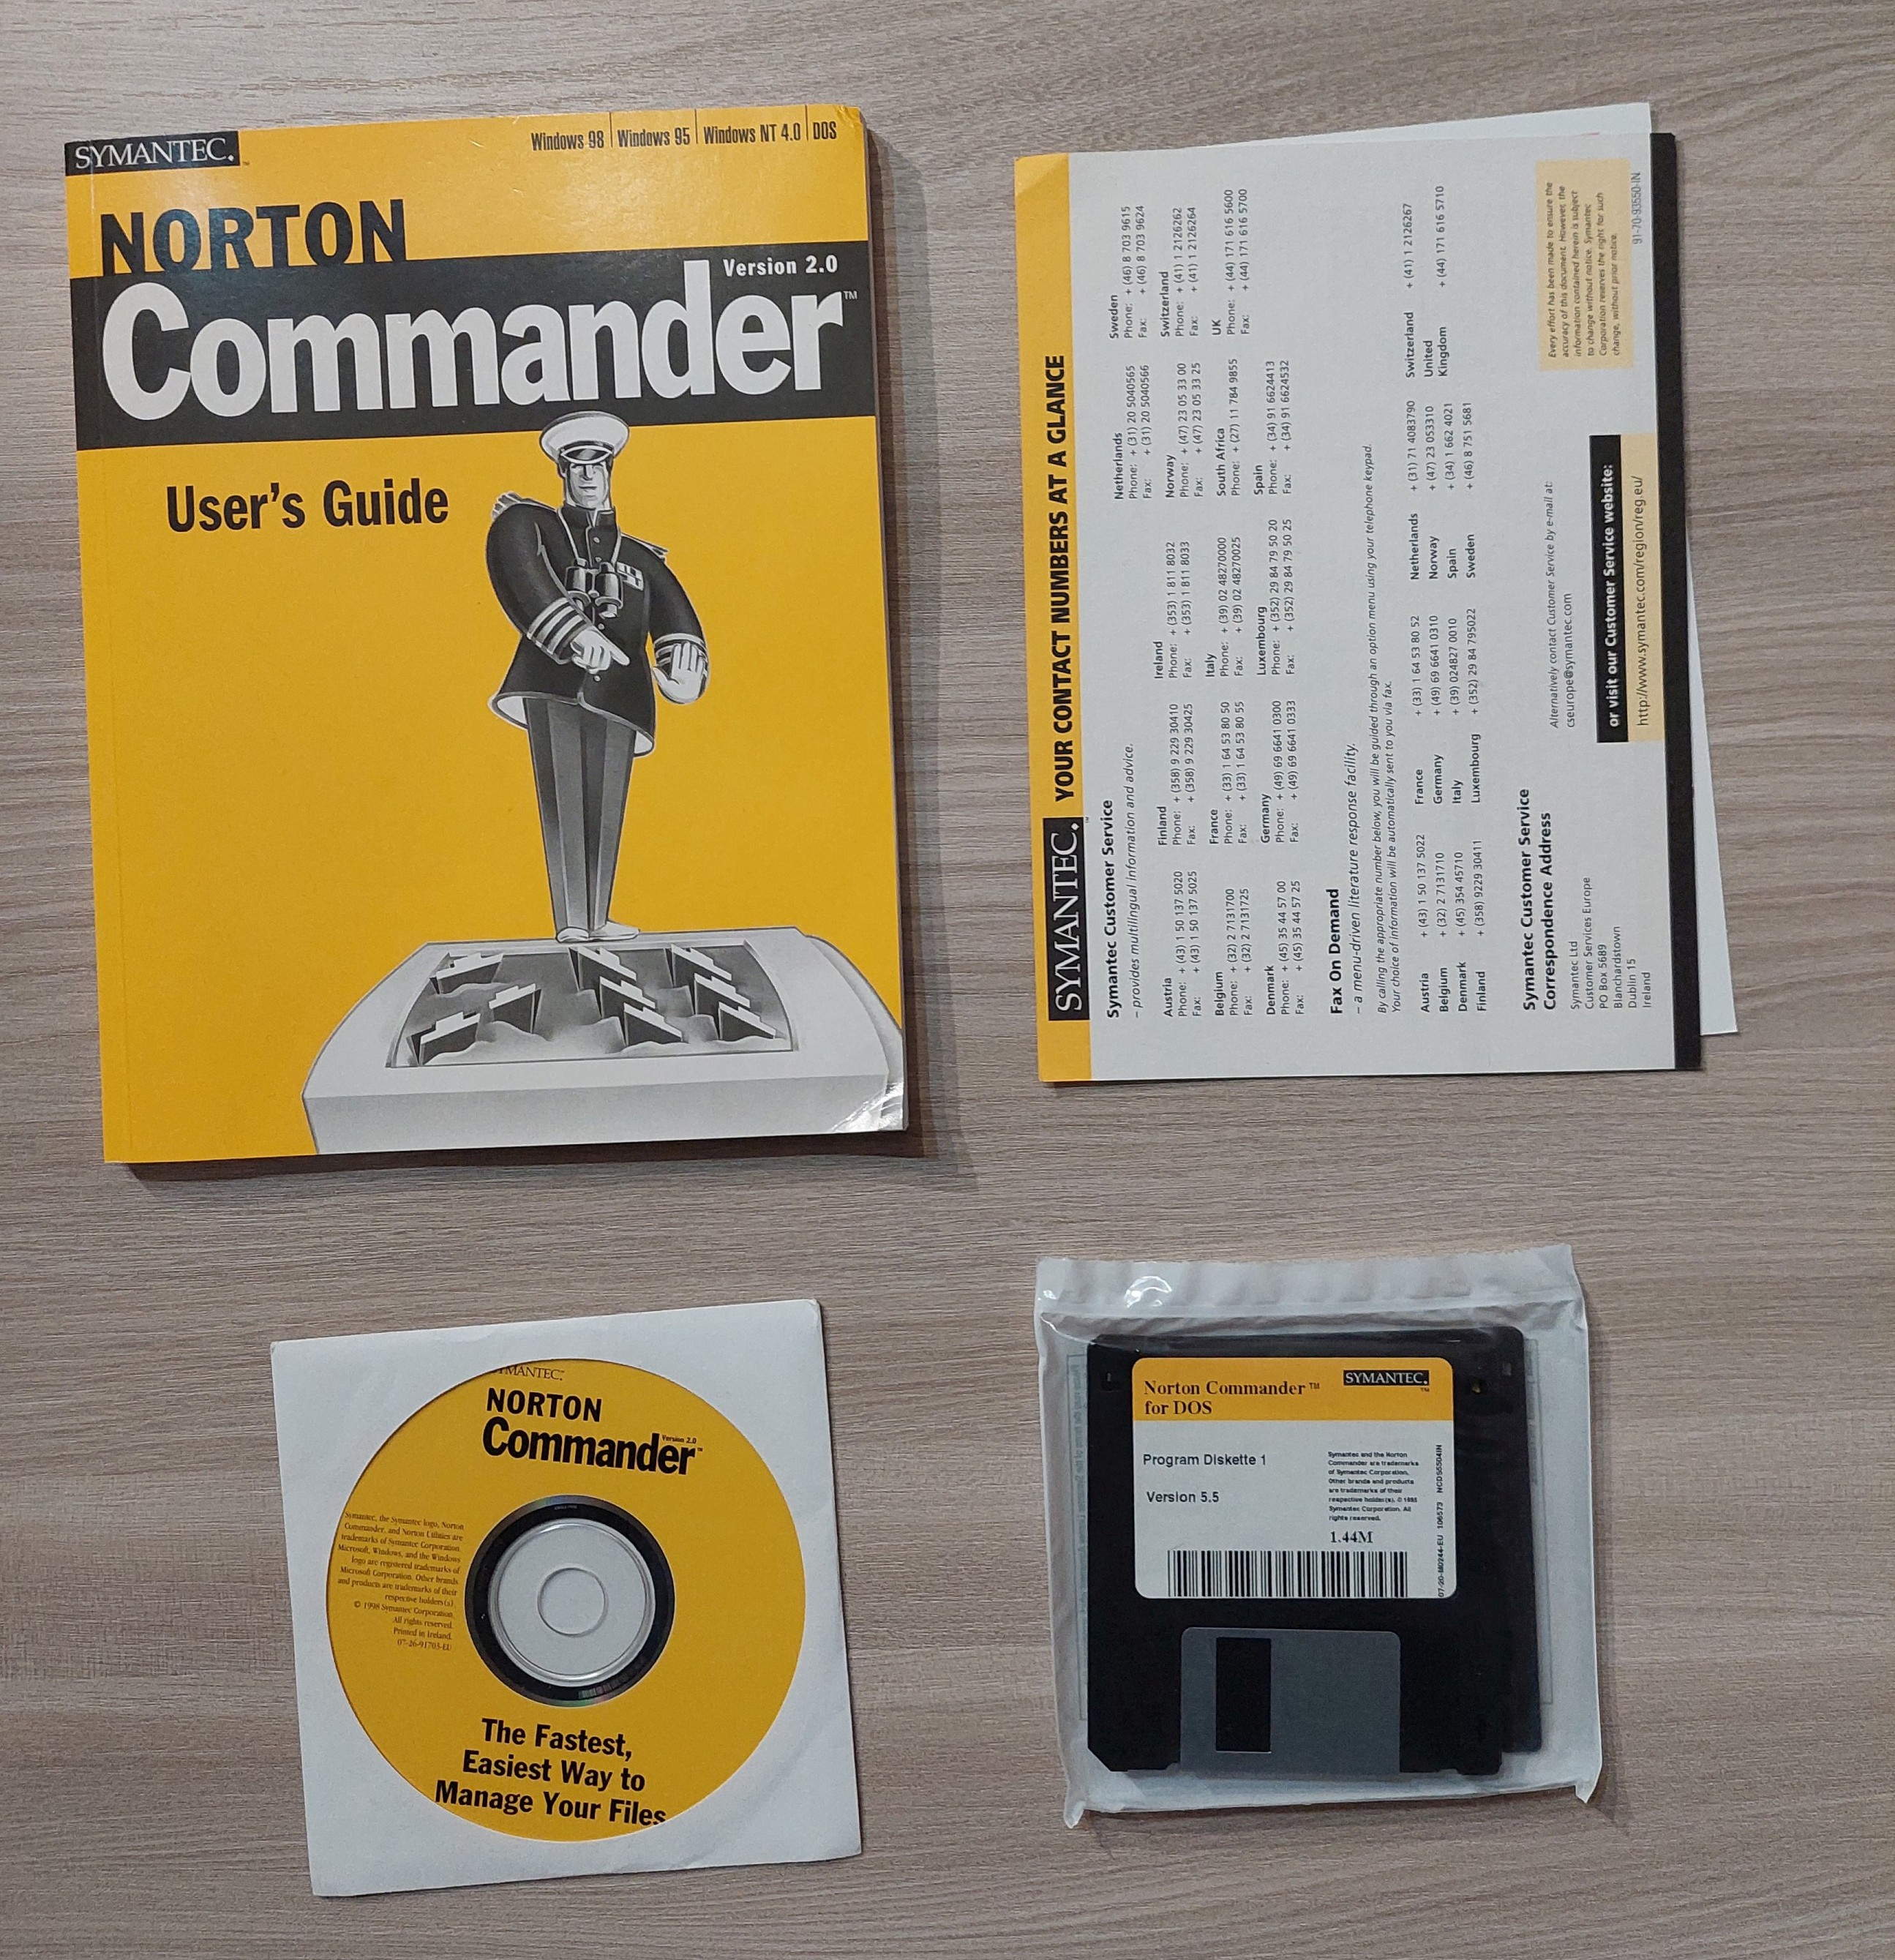 SYMANTEC.™
Windows 98 | Windows 95 | Windows NT 4.0 | DOS
NORTON
Version 2.0
Commander™
User's Guide
SYMANTEC.™ YOUR CONTACT NUMBERS AT A GLANCE
Symantec Customer Service
– provides multilingual information and advice.
Austria
Phone: + (43) 1 50 137 5020
Fax: + (43) 1 50 137 5025
Belgium
Phone: + (32) 2 7131700
Fax: + (32) 2 7131725
Denmark
Phone: + (45) 35 44 57 00
Fax: + (45) 35 44 57 25
Finland
Phone: + (358) 9 229 30410
Fax: + (358) 9 229 30425
France
Phone: + (33) 1 64 53 80 50
Fax: + (33) 1 64 53 80 55
Germany
Phone: + (49) 69 6641 0300
Fax: + (49) 69 6641 0333
Ireland
Phone: + (353) 1 811 8032
Fax: + (353) 1 811 8033
Italy
Phone: + (39) 02 48270000
Fax: + (39) 02 48270025
Luxembourg
Phone: + (352) 29 84 79 50 20
Fax: + (352) 29 84 79 50 25
Netherlands
Phone: + (31) 20 5040565
Fax: + (31) 20 5040566
Norway
Phone: + (47) 23 05 33 00
Fax: + (47) 23 05 33 25
South Africa
Phone: + (27) 11 784 9855
Spain
Phone: + (34) 91 6624413
Fax: + (34) 91 6624532
Sweden
Phone: + (46) 8 703 9615
Fax: + (46) 8 703 9624
Switzerland
Phone: + (41) 1 2126262
Fax: + (41) 1 2126264
UK
Phone: + (44) 171 616 5600
Fax: + (44) 171 616 5700
Fax On Demand
– a menu-driven literature response facility.
By calling the appropriate number below, you will be guided through an option menu using your telephone keypad.
Your choice of information will be automatically sent to you via fax.
Austria + (43) 1 50 137 5022
Belgium + (32) 2 7131710
Denmark + (45) 354 45710
Finland + (358) 9229 30411
France + (33) 1 64 53 80 52
Germany + (49) 69 6641 0310
Italy + (39) 024827 0010
Luxembourg + (352) 29 84 795022
Netherlands + (31) 71 4083790
Norway + (47) 23 053310
Spain + (34) 1 662 4021
Sweden + (46) 8 751 5681
Switzerland + (41) 1 2126267
United
Kingdom + (44) 171 616 5710
Symantec Customer Service
Correspondence Address
Symantec Ltd
Customer Services Europe
PO Box 5689
Blanchardstown
Dublin 15
Ireland
Alternatively contact Customer Service by e-mail at:
cseurope@symantec.com
or visit our Customer Service website:
http://www.symantec.com/region/reg.eu/
Every effort has been made to ensure the
accuracy of this document. However, the
information contained herein is subject
to change without notice. Symantec
Corporation reserves the right for such
change, without prior notice.
91-70-93550-IN
MANTEC™
NORTON
Version 2.0
Commander™
Symantec, the Symantec logo, Norton
Commander, and Norton Utilities are
trademarks of Symantec Corporation.
Microsoft, Windows, and the Windows
logo are registered trademarks of
Microsoft Corporation. Other brands
and products are trademarks of their
respective holders(s).
© 1998 Symantec Corporation.
All rights reserved.
Printed in Ireland.
07-26-91703-EU
The Fastest,
Easiest Way to
Manage Your Files
Norton Commander™
for DOS
SYMANTEC.™
Program Diskette 1
Version 5.5
Symantec and the Norton
Commander are trademarks
of Symantec Corporation.
Other brands and products
are trademarks of their
respective holder(s). © 1995
Symantec Corporation. All
rights reserved.
1.44M
07-20-80244-EU 106573 NCD55504IN